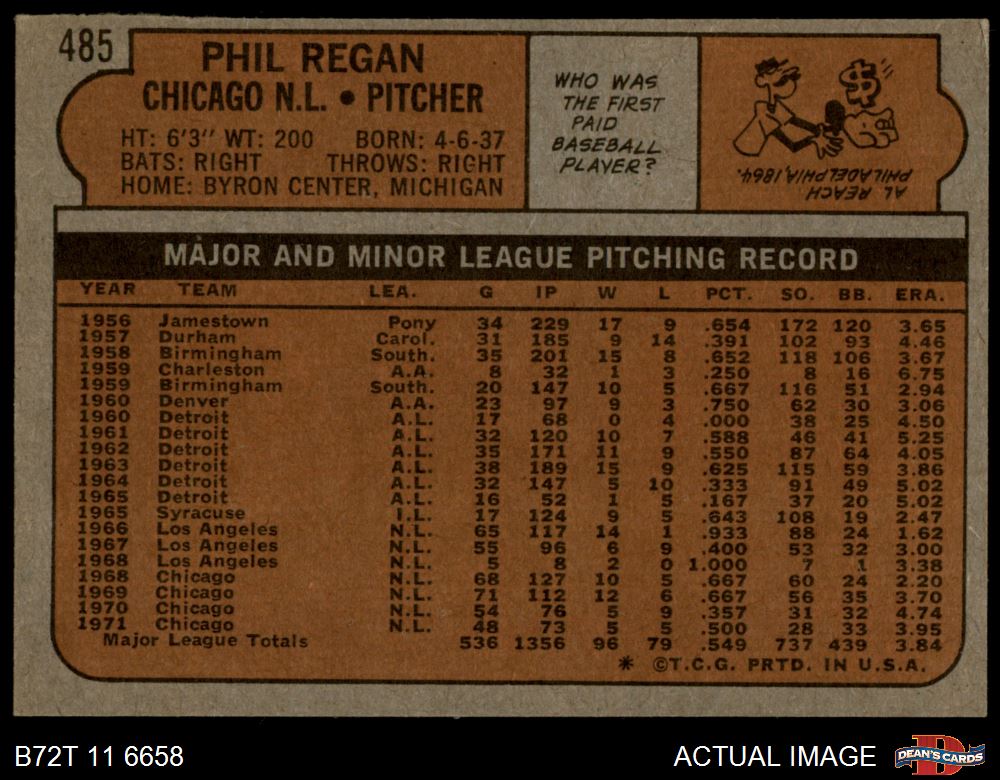 485
PHIL REGAN
CHICAGO N.L. • PITCHER
HT: 6'3" WT: 200 BORN: 4-6-37
BATS: RIGHT THROWS: RIGHT
HOME: BYRON CENTER, MICHIGAN
WHO WAS
THE FIRST
PAID
BASEBALL
PLAYER?
$
AL REACH
PHILADELPHIA, 1864.
MAJOR AND MINOR LEAGUE PITCHING RECORD
YEAR TEAM LEA. G IP W L PCT. SO. BB. ERA.
1956 Jamestown Pony 34 229 17 9 .654 172 120 3.65
1957 Durham Carol. 31 185 9 14 .391 102 93 4.46
1958 Birmingham South. 35 201 15 8 .652 118 106 3.67
1959 Charleston A.A. 8 32 1 3 .250 8 16 6.75
1959 Birmingham South. 20 147 10 5 .667 116 51 2.94
1960 Denver A.A. 23 97 9 3 .750 62 30 3.06
1960 Detroit A.L. 17 68 0 4 .000 38 25 4.50
1961 Detroit A.L. 32 120 10 7 .588 46 41 5.25
1962 Detroit A.L. 35 171 11 9 .550 87 64 4.05
1963 Detroit A.L. 38 189 15 9 .625 115 59 3.86
1964 Detroit A.L. 32 147 5 10 .333 91 49 5.02
1965 Detroit A.L. 16 52 1 5 .167 37 20 5.02
1965 Syracuse I.L. 17 124 9 5 .643 108 19 2.47
1966 Los Angeles N.L. 65 117 14 1 .933 88 24 1.62
1967 Los Angeles N.L. 55 96 6 9 .400 53 32 3.00
1968 Los Angeles N.L. 5 8 2 0 1.000 7 1 3.38
1968 Chicago N.L. 68 127 10 5 .667 60 24 2.20
1969 Chicago N.L. 71 112 12 6 .667 56 35 3.70
1970 Chicago N.L. 54 76 5 9 .357 31 32 4.74
1971 Chicago N.L. 48 73 5 5 .500 28 33 3.95
Major League Totals 536 1356 96 79 .549 737 439 3.84
* ©T.C.G. PRTD. IN U.S.A.
B72T 11 6658
ACTUAL IMAGE
D
DEAN'S CARDS